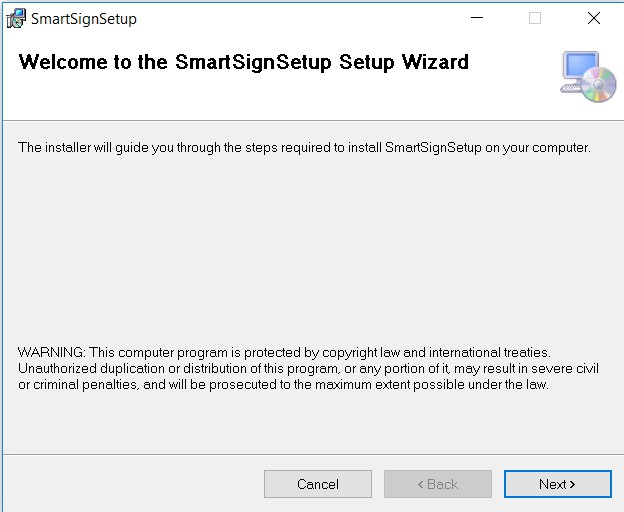 SmartSignSetup
Welcome to the SmartSignSetup Setup Wizard
The installer will guide you through the steps required to install SmartSignSetup on your computer.
WARNING: This computer program is protected by copyright law and international treaties.
Unauthorized duplication or distribution of this program, or any portion of it, may result in severe civil
or criminal penalties, and will be prosecuted to the maximum extent possible under the law.
Cancel
< Back
Next >